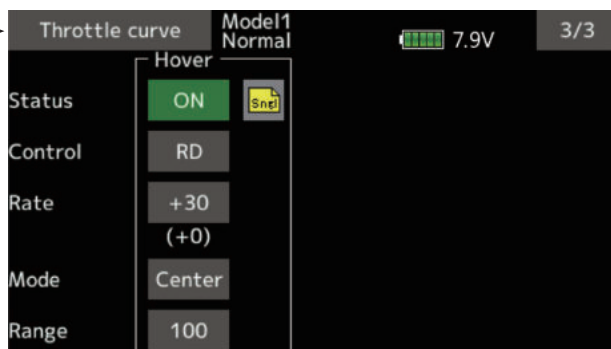 Throttle curve Model1 Normal 7.9V 3/3
Hover
Status ON Sngl
Control RD
Rate +30
(+0)
Mode Center
Range 100